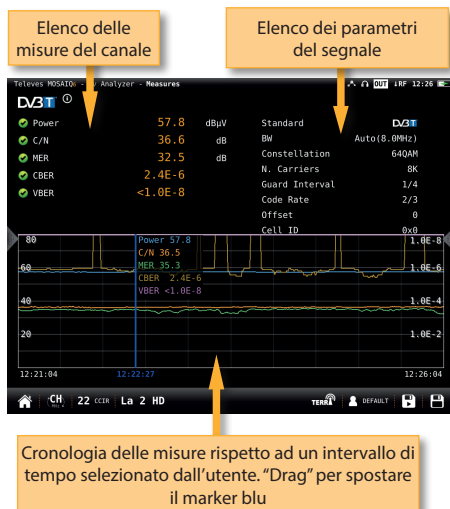 Elenco delle
misure del canale
Elenco dei parametri
del segnale
Televes MOSAIQ6 - TV Analyzer - Measures
OUT ↓RF 12:26
DVB T
Power 57.8 dBµV
C/N 36.6 dB
MER 32.5 dB
CBER 2.4E-6
VBER <1.0E-8
Standard DVB T
BW Auto(8.0MHz)
Constellation 64QAM
N. Carriers 8K
Guard Interval 1/4
Code Rate 2/3
Offset 0
Cell ID 0x0
80 1.0E-8
Power 57.8
C/N 36.5
60 MER 35.3 1.0E-6
CBER 2.4E-6
VBER <1.0E-8
40 1.0E-4
20 1.0E-2
12:21:04 12:22:27 12:26:04
CH 22 CCIR La 2 HD TERR DEFAULT
Cronologia delle misure rispetto ad un intervallo di
tempo selezionato dall'utente. “Drag” per spostare
il marker blu